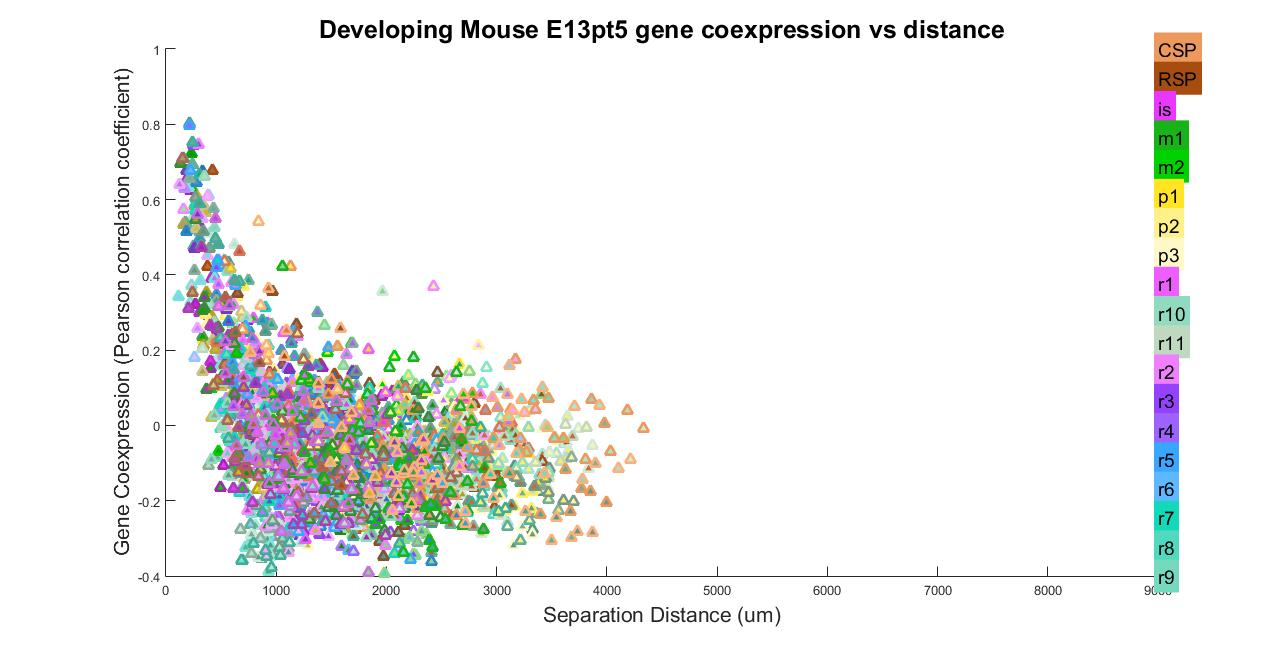 Developing Mouse E13pt5 gene coexpression vs distance
Gene Coexpression (Pearson correlation coefficient)
1
0.8
0.6
0.4
0.2
0
-0.2
-0.4
0 1000 2000 3000 4000 5000 6000 7000 8000 9000
Separation Distance (um)
CSP
RSP
is
m1
m2
p1
p2
p3
r1
r10
r11
r2
r3
r4
r5
r6
r7
r8
r9